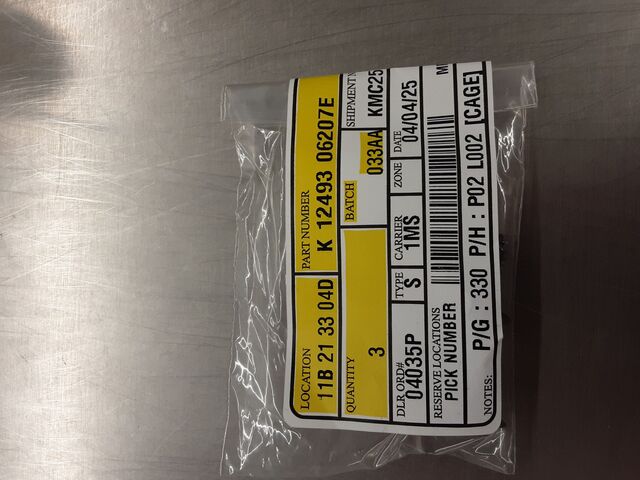 LOCATION PART NUMBER
11B 21 33 04D K 12493 06207E
QUANTITY BATCH SHIPMENT
3 033AA KMC25
DLR ORD# TYPE CARRIER ZONE DATE
04035P S 1MS 04/04/25
RESERVE LOCATIONS
PICK NUMBER
P/G : 330 P/H : P02 L002 [CAGE]
NOTES: